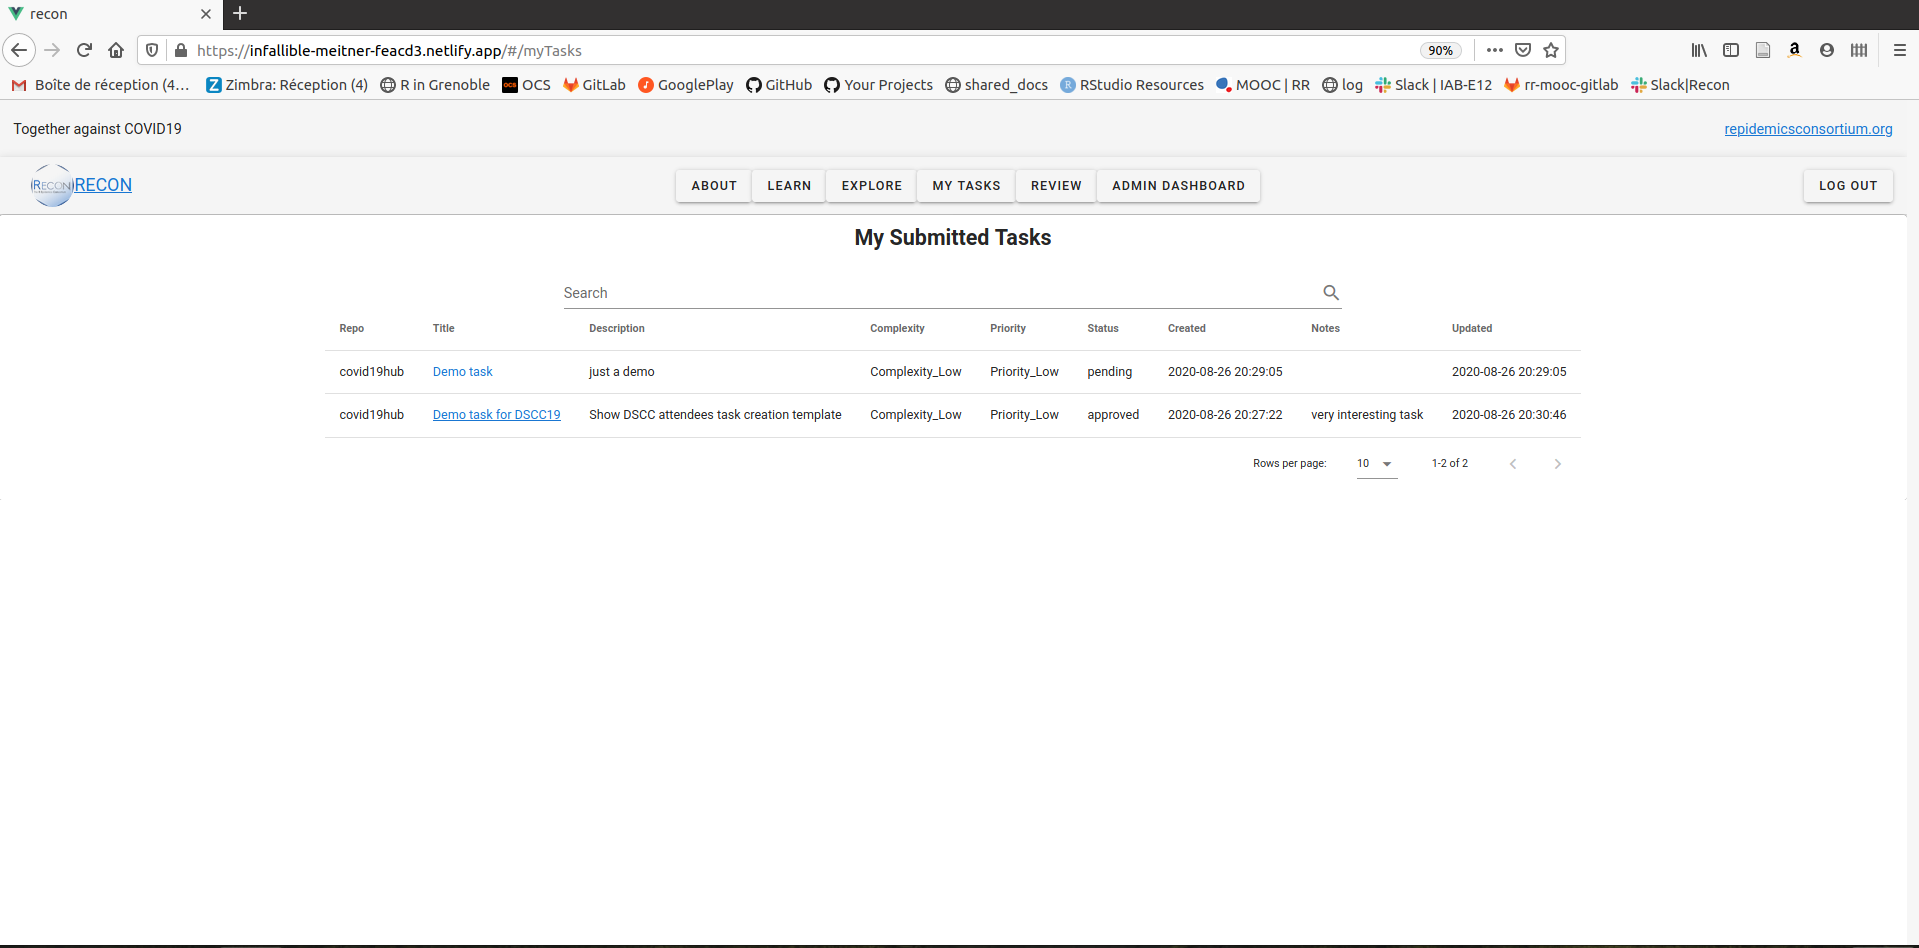 recon
https://infallible-meitner-feacd3.netlify.app/#/myTasks 90%
Boîte de réception (4… Zimbra: Réception (4) R in Grenoble OCS GitLab GooglePlay GitHub Your Projects shared_docs RStudio Resources MOOC | RR log Slack | IAB-E12 rr-mooc-gitlab Slack|Recon
Together against COVID19 repidemicsconsortium.org
RECON RECON ABOUT LEARN EXPLORE MY TASKS REVIEW ADMIN DASHBOARD LOG OUT
My Submitted Tasks
Search
Repo Title Description Complexity Priority Status Created Notes Updated
covid19hub Demo task just a demo Complexity_Low Priority_Low pending 2020-08-26 20:29:05 2020-08-26 20:29:05
covid19hub Demo task for DSCC19 Show DSCC attendees task creation template Complexity_Low Priority_Low approved 2020-08-26 20:27:22 very interesting task 2020-08-26 20:30:46
Rows per page: 10 1-2 of 2